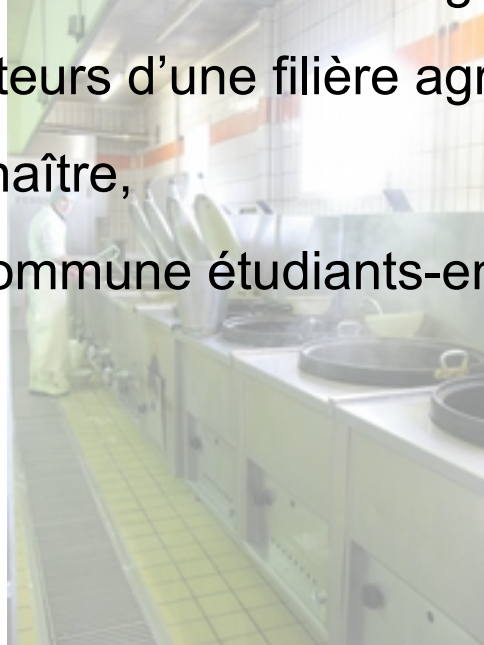 teurs d’une filière agr
naître,
ommune étudiants-en